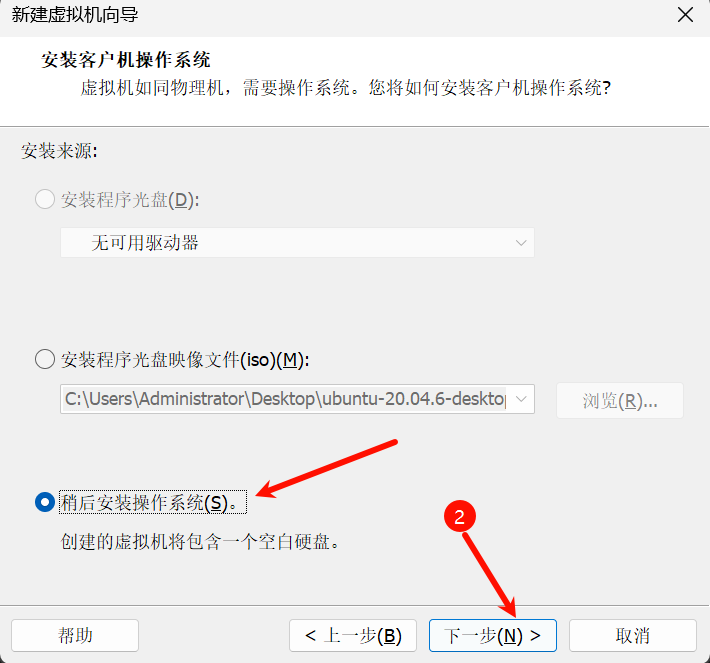 新建虚拟机向导
安装客户机操作系统
虚拟机如同物理机，需要操作系统。您将如何安装客户机操作系统?
安装来源:
安装程序光盘(D):
无可用驱动器
安装程序光盘映像文件(iso)(M):
C:\Users\Administrator\Desktop\ubuntu-20.04.6-deskto
浏览(R)...
稍后安装操作系统(S)。
2
创建的虚拟机将包含一个空白硬盘。
帮助
< 上一步(B)
下一步(N) >
取消